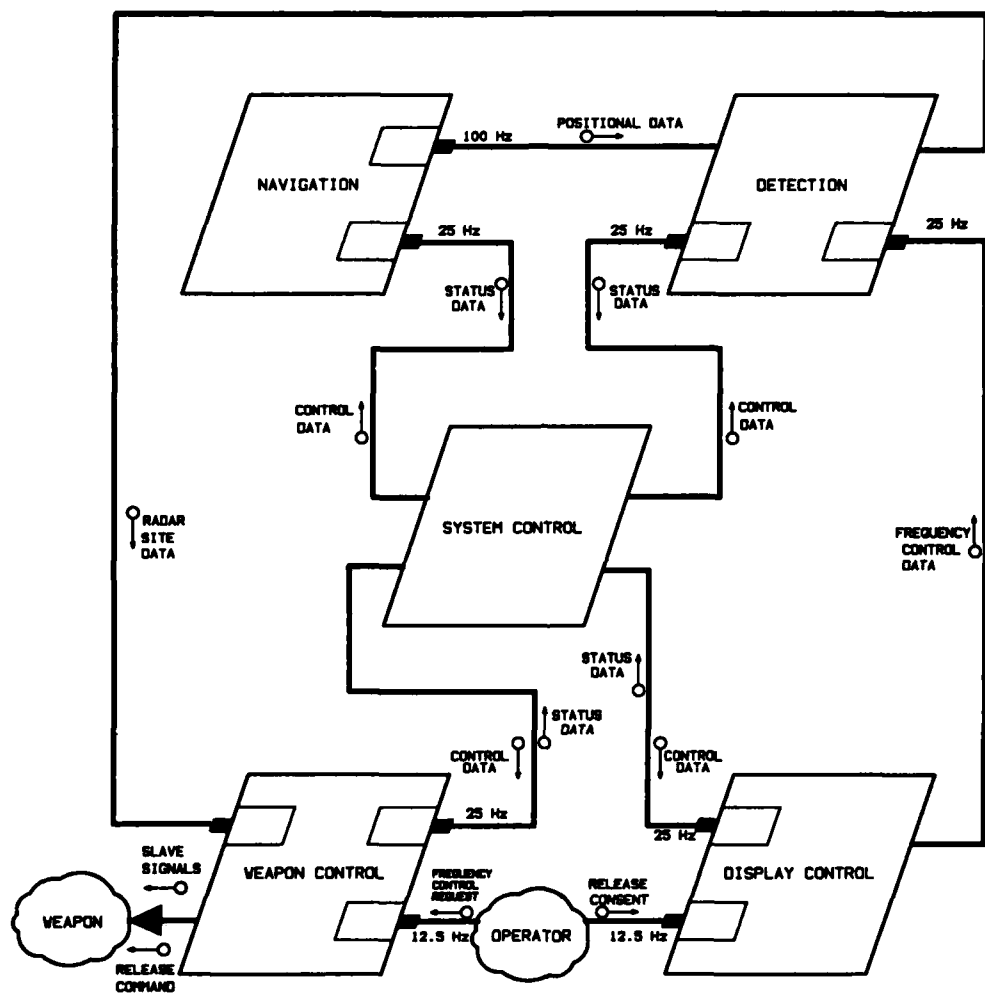 POSITIONAL DATA
100 Hz
NAVIGATION
DETECTION
25 Hz
25 Hz
25 Hz
STATUS
DATA
STATUS
DATA
CONTROL
DATA
CONTROL
DATA
SYSTEM CONTROL
RADAR
SITE
DATA
FREQUENCY
CONTROL
DATA
STATUS
DATA
STATUS
DATA
CONTROL
DATA
CONTROL
DATA
25 Hz
25 Hz
SLAVE
SIGNALS
WEAPON CONTROL
FREQUENCY
CONTROL
REQUEST
RELEASE
CONSENT
DISPLAY CONTROL
WEAPON
12.5 Hz
OPERATOR
12.5 Hz
RELEASE
COMMAND